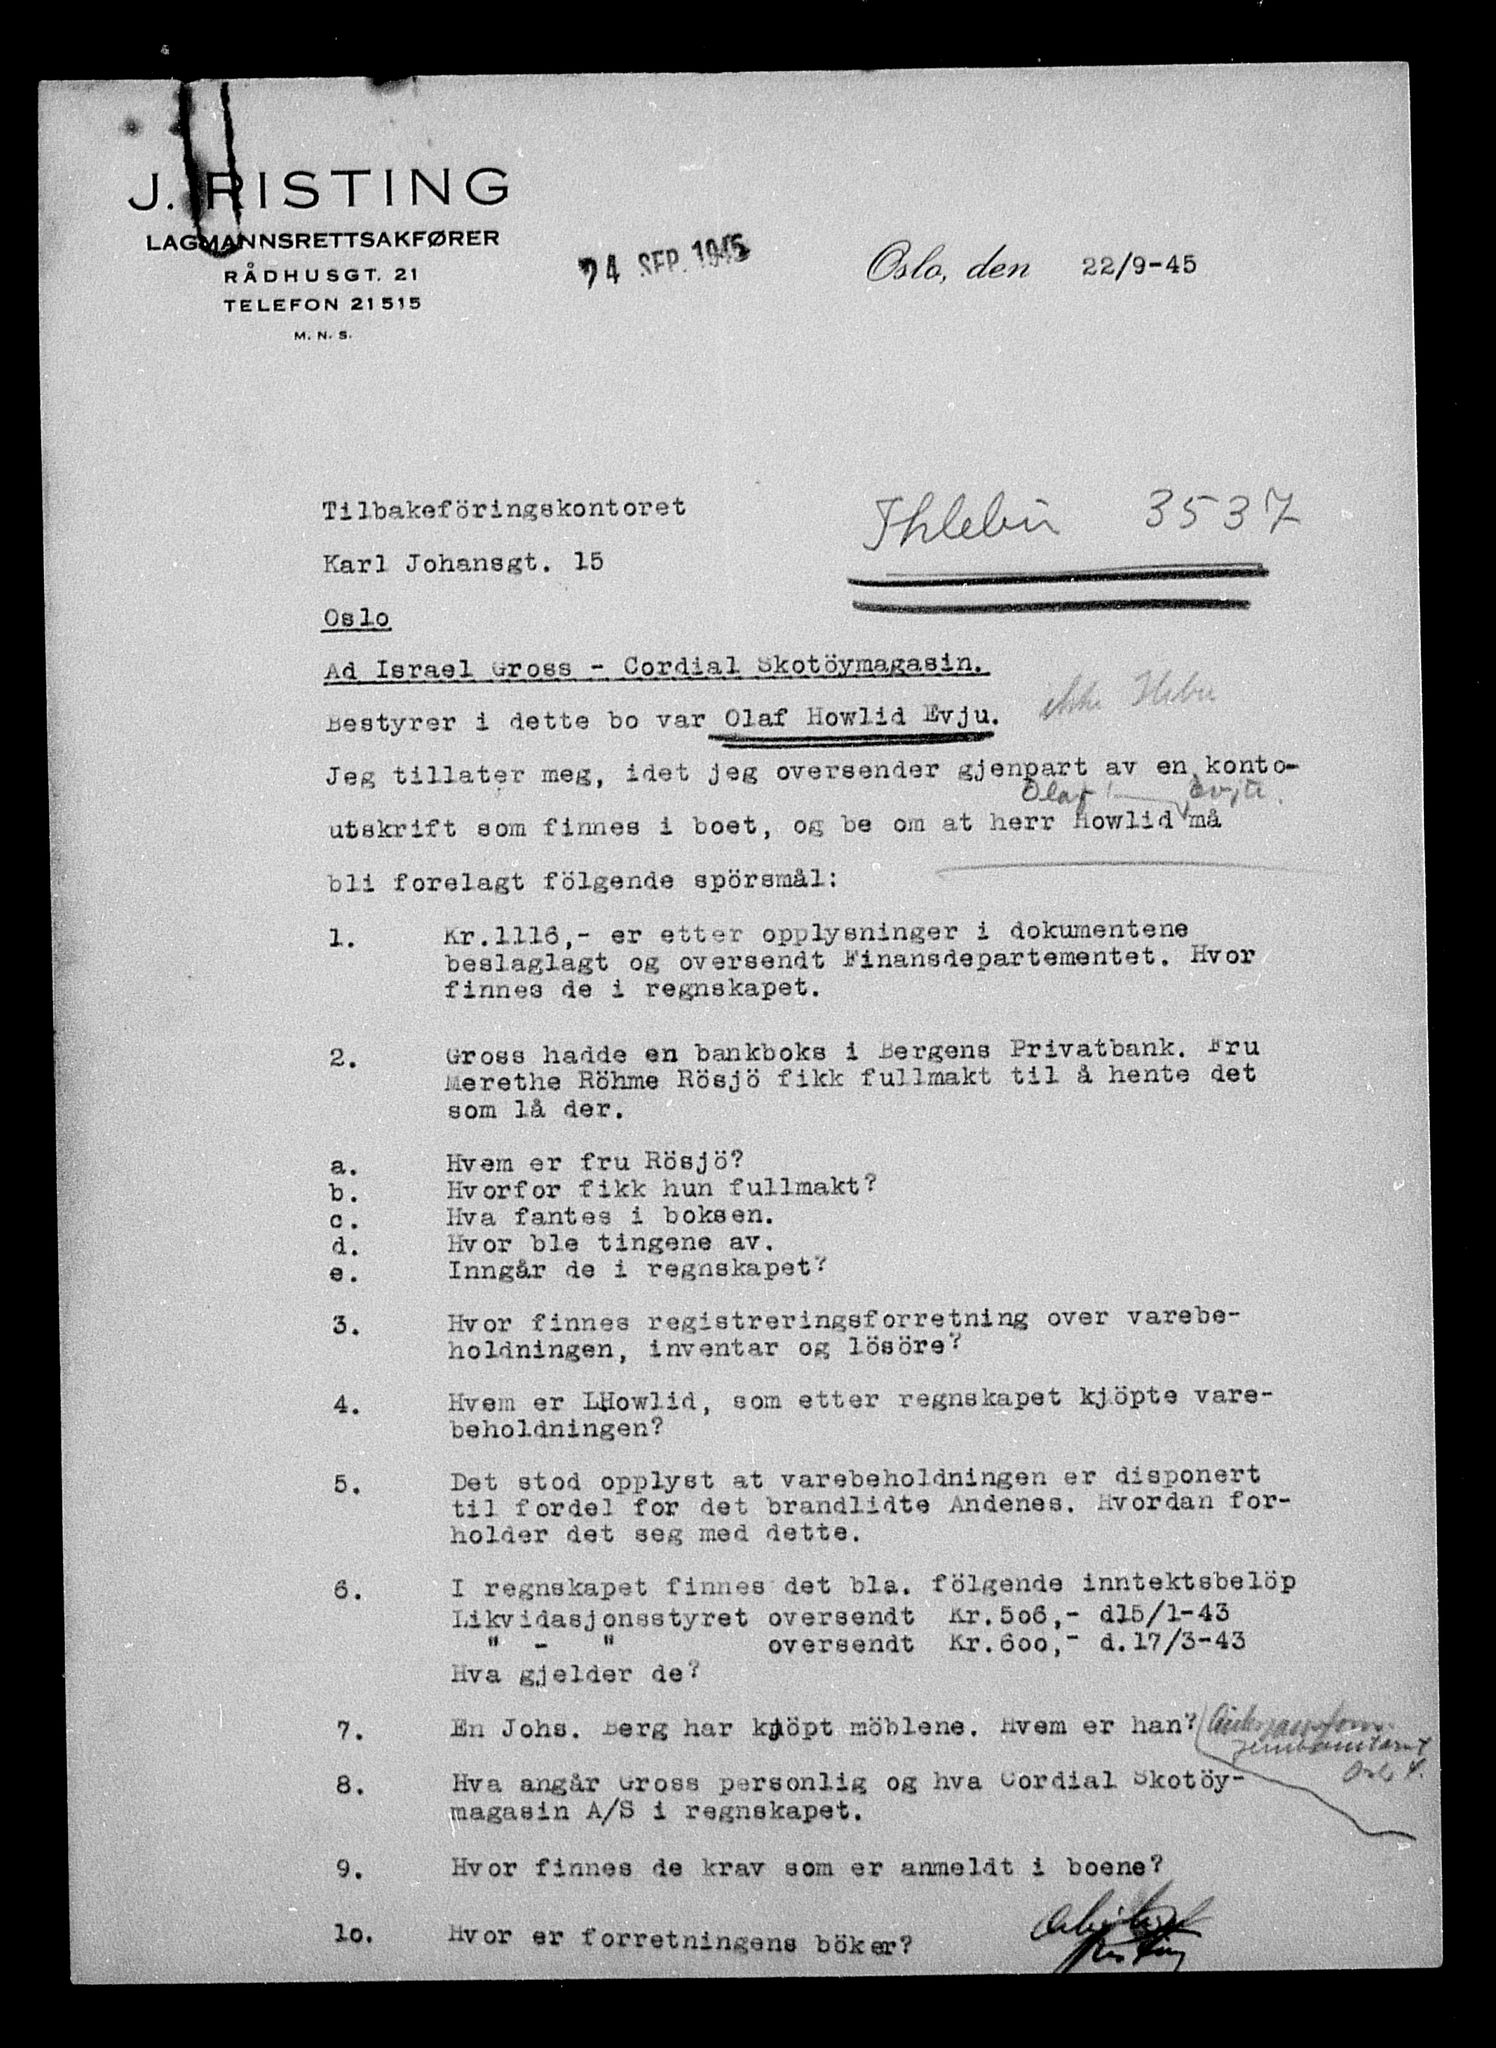 J. RISTING
LAGMANNSRETTSAKFØRER
RÅDHUSGT. 21
TELEFON 21515
M. N. S.
24 SEP. 1945
Oslo, den 22/9-45
Tilbakeföringskontoret
3537
Karl Johansgt. 15
Oslo
Ad Israel Gross - Cordial Skotöymagasin.
Bestyrer i dette bo var Olaf Howlid Evju.
ikke
Jeg tillater meg, idet jeg oversender gjenpart av en konto-
Olaf
utskrift som finnes i boet, og be om at herr Howlid må
bli forelagt fölgende spörsmål:
1. Kr.1116,- er etter opplysninger i dokumentene
beslaglagt og oversendt Finansdepartementet. Hvor
finnes de i regnskapet.
2. Gross hadde en bankboks i Bergens Privatbank. Fru
Merethe Röhme Rösjö fikk fullmakt til å hente det
som lå der.
a. Hvem er fru Rösjö?
b. Hvorfor fikk hun fullmakt?
c. Hva fantes i boksen.
d. Hvor ble tingene av.
e. Inngår de i regnskapet?
3. Hvor finnes registreringsforretning over varebe-
holdningen, inventar og lösöre?
4. Hvem er LHowlid, som etter regnskapet kjöpte vare-
beholdningen?
5. Det stod opplyst at varebeholdningen er disponert
til fordel for det brandlidte Andenes. Hvordan for-
holder det seg med dette.
6. I regnskapet finnes det bla. fölgende inntektsbelöp
Likvidasjonsstyret oversendt Kr.506,- d15/1-43
" - " oversendt Kr.600,- d.17/3-43
Hva gjelder de?
7. En Johs. Berg har kjöpt möblene. Hvem er han?
Oslo
8. Hva angår Gross personlig og hva Cordial Skotöy-
magasin A/S i regnskapet.
9. Hvor finnes de krav som er anmeldt i boene?
10. Hvor er forretningens böker?
Risting